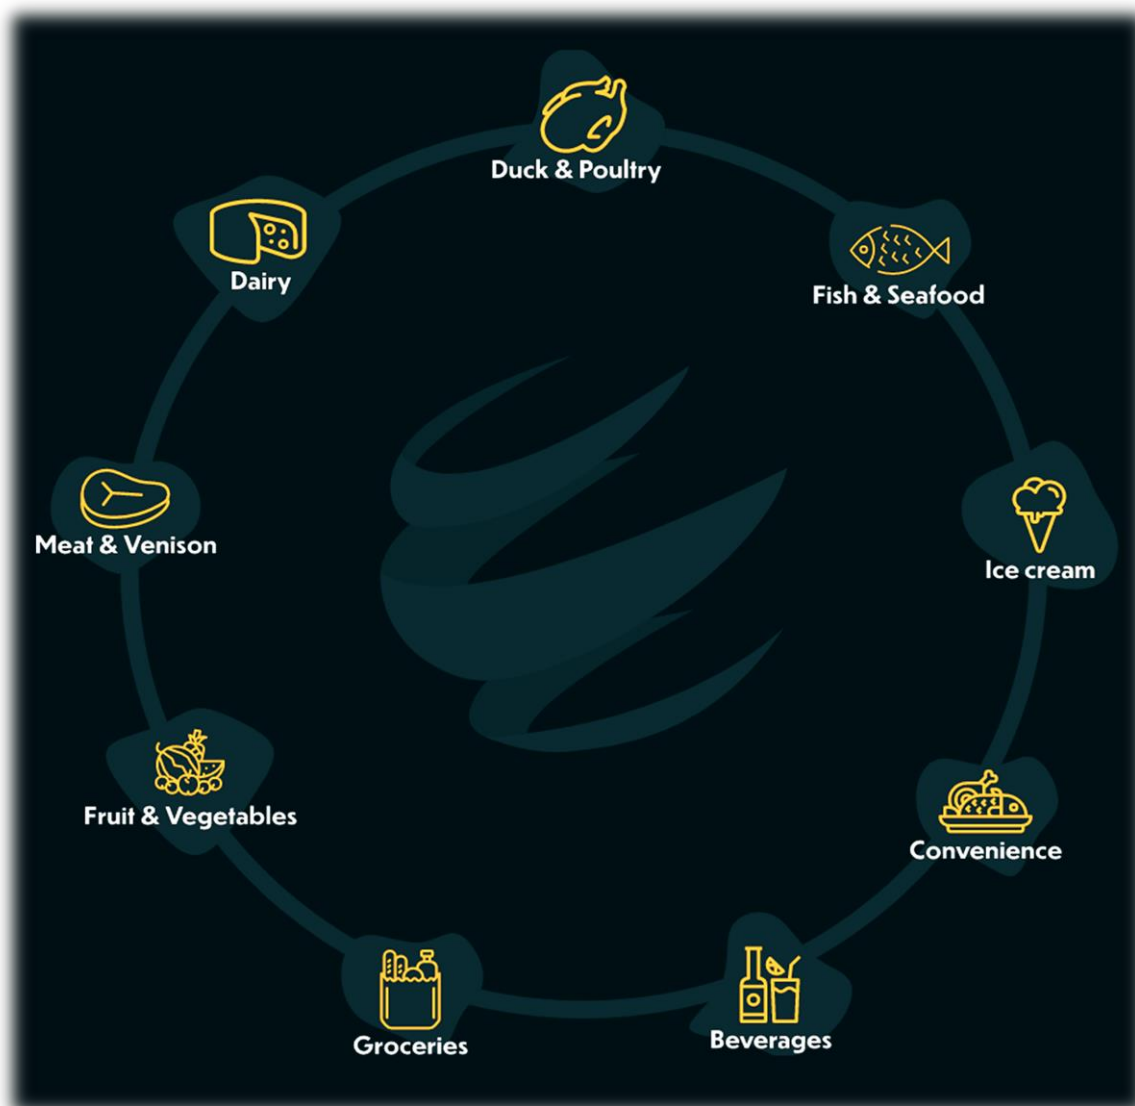 Duck & Poultry
Dairy
Fish & Seafood
Meat & Venison
Ice cream
Fruit & Vegetables
Convenience
Groceries
Beverages